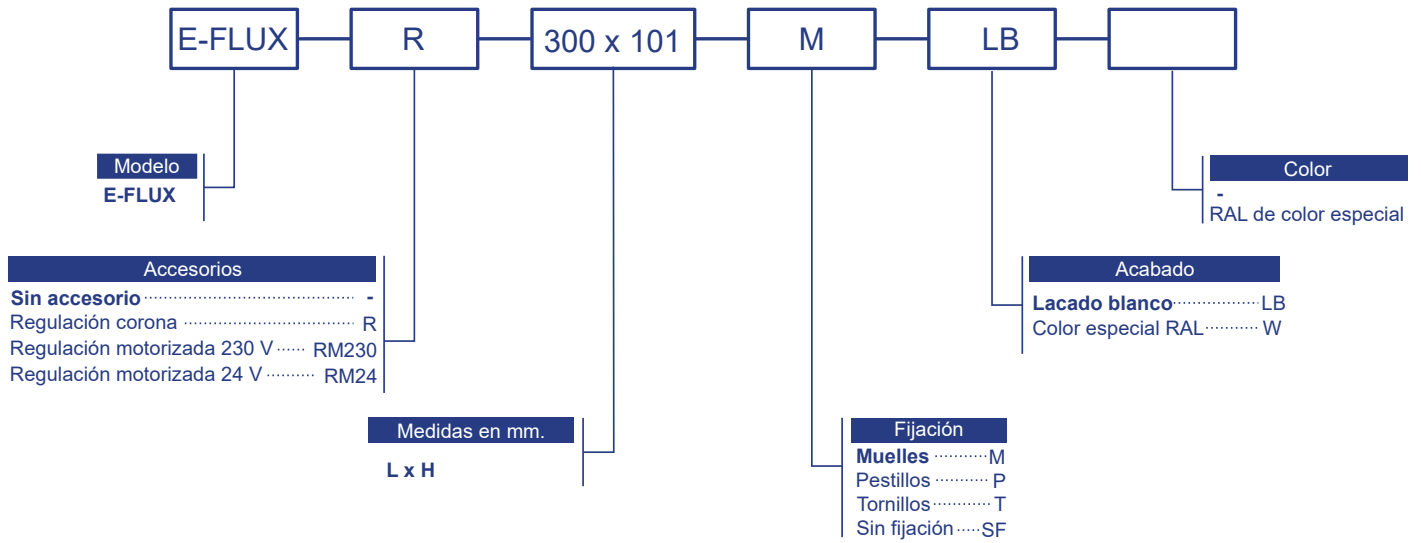 E-FLUX R 300 x 101 M LB
Modelo
E-FLUX
Color
-
RAL de color especial
Accesorios
Sin accesorio -
Regulación corona R
Regulación motorizada 230 V RM230
Regulación motorizada 24 V RM24
Acabado
Lacado blanco LB
Color especial RAL W
Medidas en mm.
L x H
Fijación
Muelles M
Pestillos P
Tornillos T
Sin fijación SF